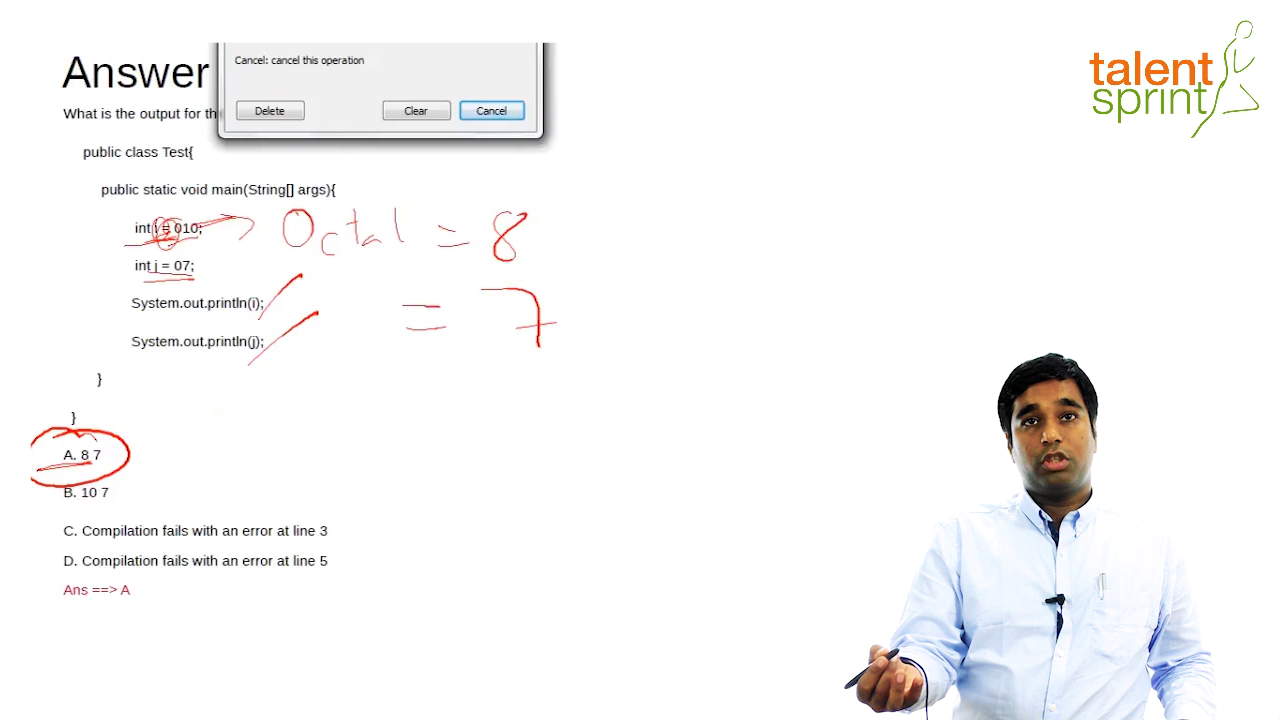 Cancel: cancel this operation
Answer
Delete Clear Cancel
What is the output for
public class Test{
public static void main(String[] args){
int i = 010;
Octal = 8
int j = 07;
System.out.println(i);
= 7
System.out.println(j);
}
}
A. 8 7
B. 10 7
C. Compilation fails with an error at line 3
D. Compilation fails with an error at line 5
Ans ==> A
talent
sprint